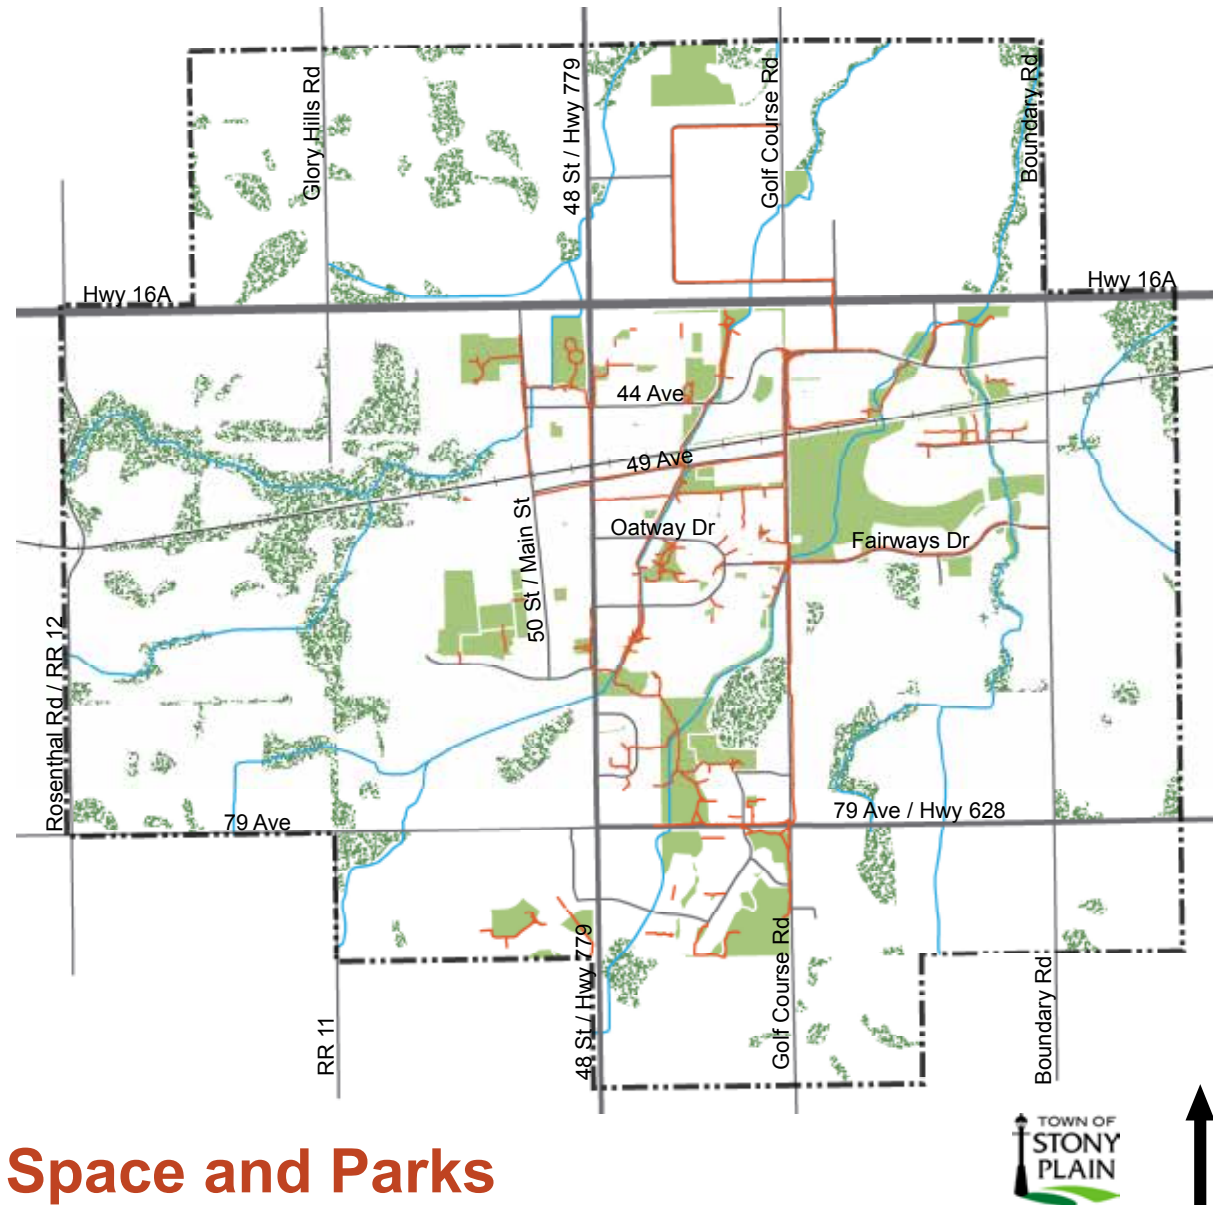 Glory Hills Rd
48 St / Hwy 779
Golf Course Rd
Boundary Rd
Hwy 16A
Hwy 16A
44 Ave
49 Ave
50 St / Main St
Oatway Dr
Fairways Dr
Rosenthal Rd / RR 12
79 Ave
79 Ave / Hwy 628
RR 11
48 St / Hwy 779
Golf Course Rd
Boundary Rd
Space and Parks
TOWN OF
STONY
PLAIN